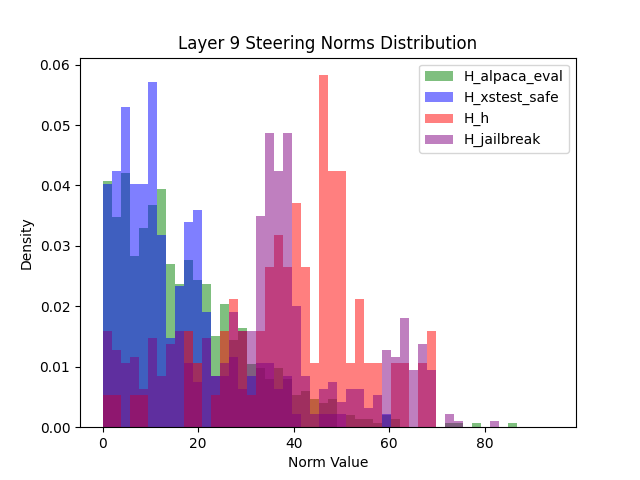 Layer 9 Steering Norms Distribution
H_alpaca_eval
H_xstest_safe
H_h
H_jailbreak
Density
0.06
0.05
0.04
0.03
0.02
0.01
0.00
0 20 40 60 80
Norm Value